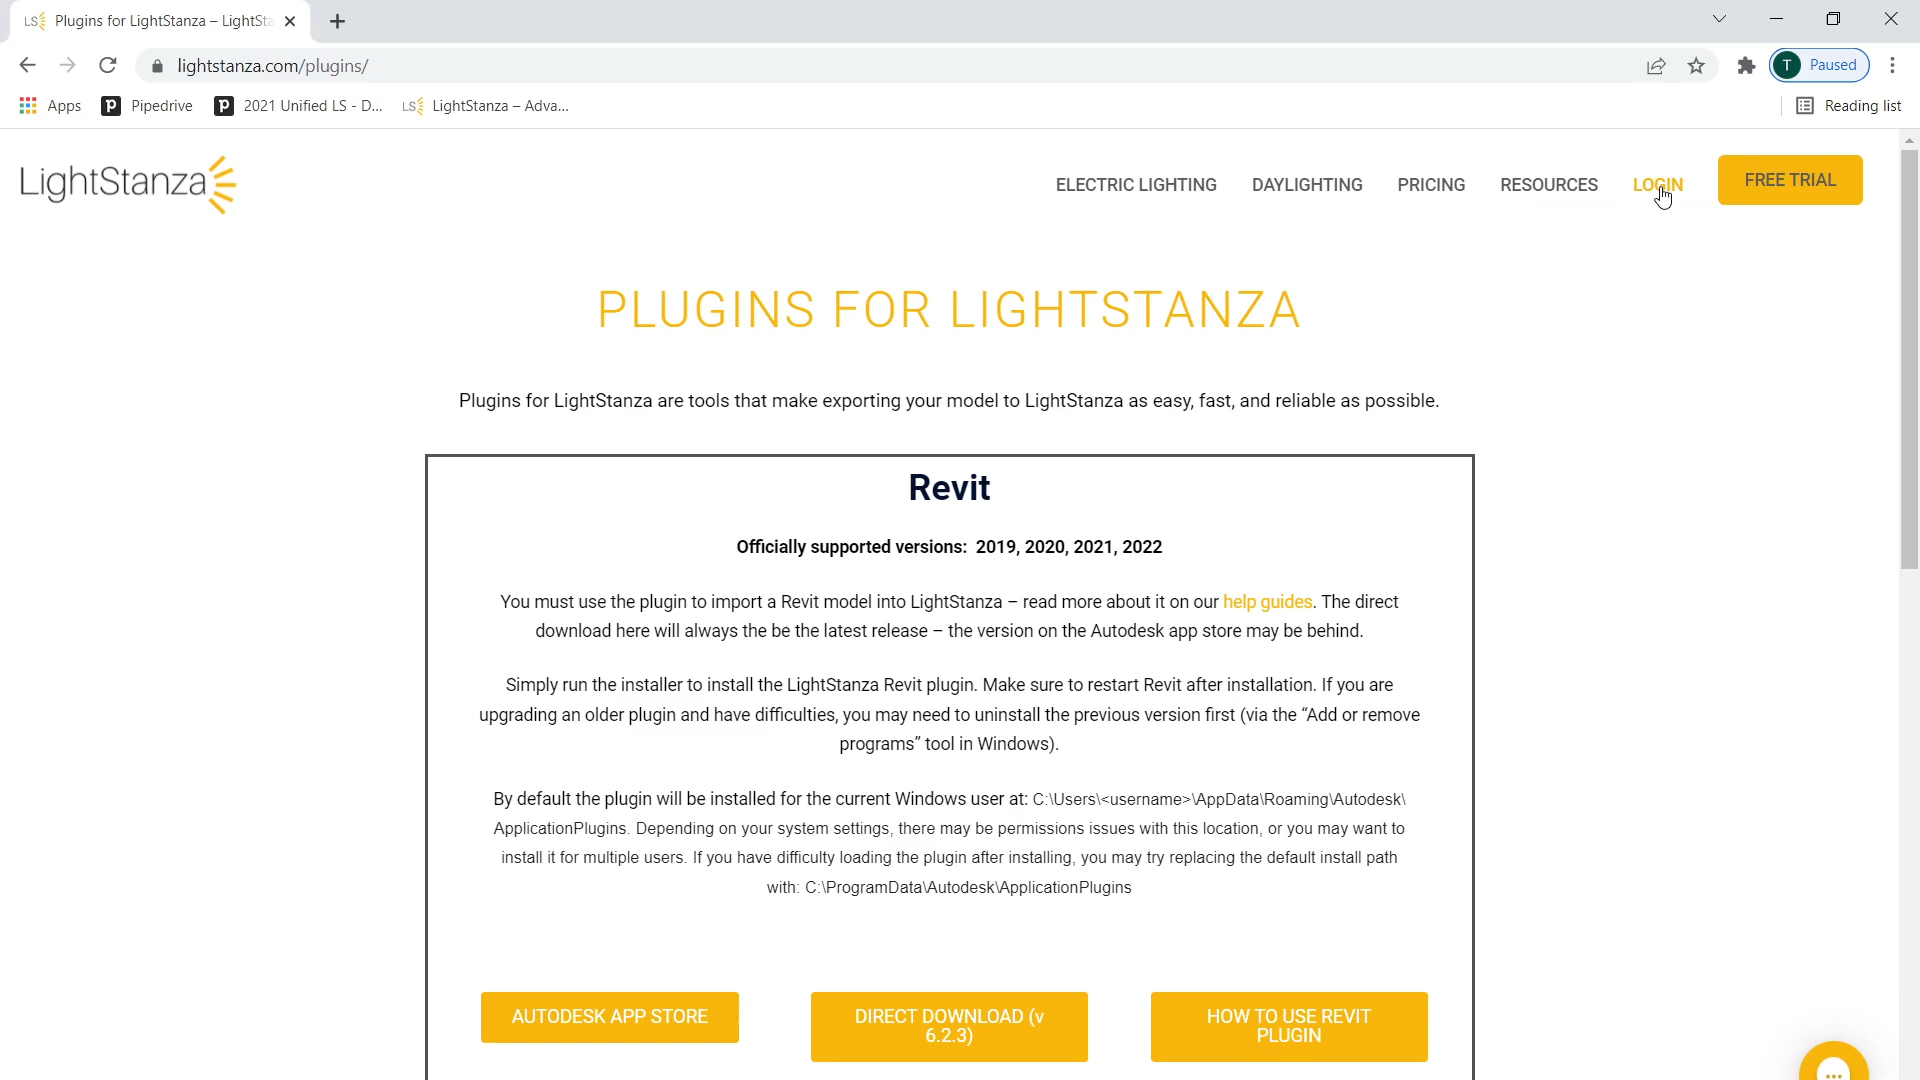 LS Plugins for LightStanza – LightSta
lightstanza.com/plugins/
T Paused
Apps
Pipedrive
2021 Unified LS - D...
LS LightStanza – Adva...
Reading list
LightStanza
ELECTRIC LIGHTING
DAYLIGHTING
PRICING
RESOURCES
LOGIN
FREE TRIAL
PLUGINS FOR LIGHTSTANZA
Plugins for LightStanza are tools that make exporting your model to LightStanza as easy, fast, and reliable as possible.
Revit
Officially supported versions: 2019, 2020, 2021, 2022
You must use the plugin to import a Revit model into LightStanza – read more about it on our help guides. The direct
download here will always the be the latest release – the version on the Autodesk app store may be behind.
Simply run the installer to install the LightStanza Revit plugin. Make sure to restart Revit after installation. If you are
upgrading an older plugin and have difficulties, you may need to uninstall the previous version first (via the “Add or remove
programs” tool in Windows).
By default the plugin will be installed for the current Windows user at: C:\Users\<username>\AppData\Roaming\Autodesk\
ApplicationPlugins. Depending on your system settings, there may be permissions issues with this location, or you may want to
install it for multiple users. If you have difficulty loading the plugin after installing, you may try replacing the default install path
with: C:\ProgramData\Autodesk\ApplicationPlugins
AUTODESK APP STORE
DIRECT DOWNLOAD (v
6.2.3)
HOW TO USE REVIT
PLUGIN